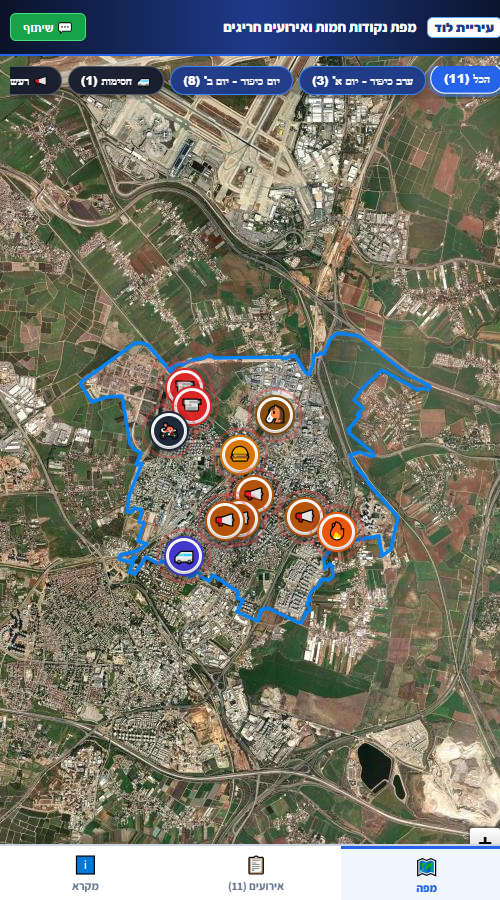 עיריית לוד
מפת נקודות חמות ואירועים חריגים
שיתוף
הכל (11)
ערב כיפור - יום א' (3)
יום כיפור - יום ב' (8)
חסימות (1)
רעש
+
מפה
אירועים (11)
מקרא